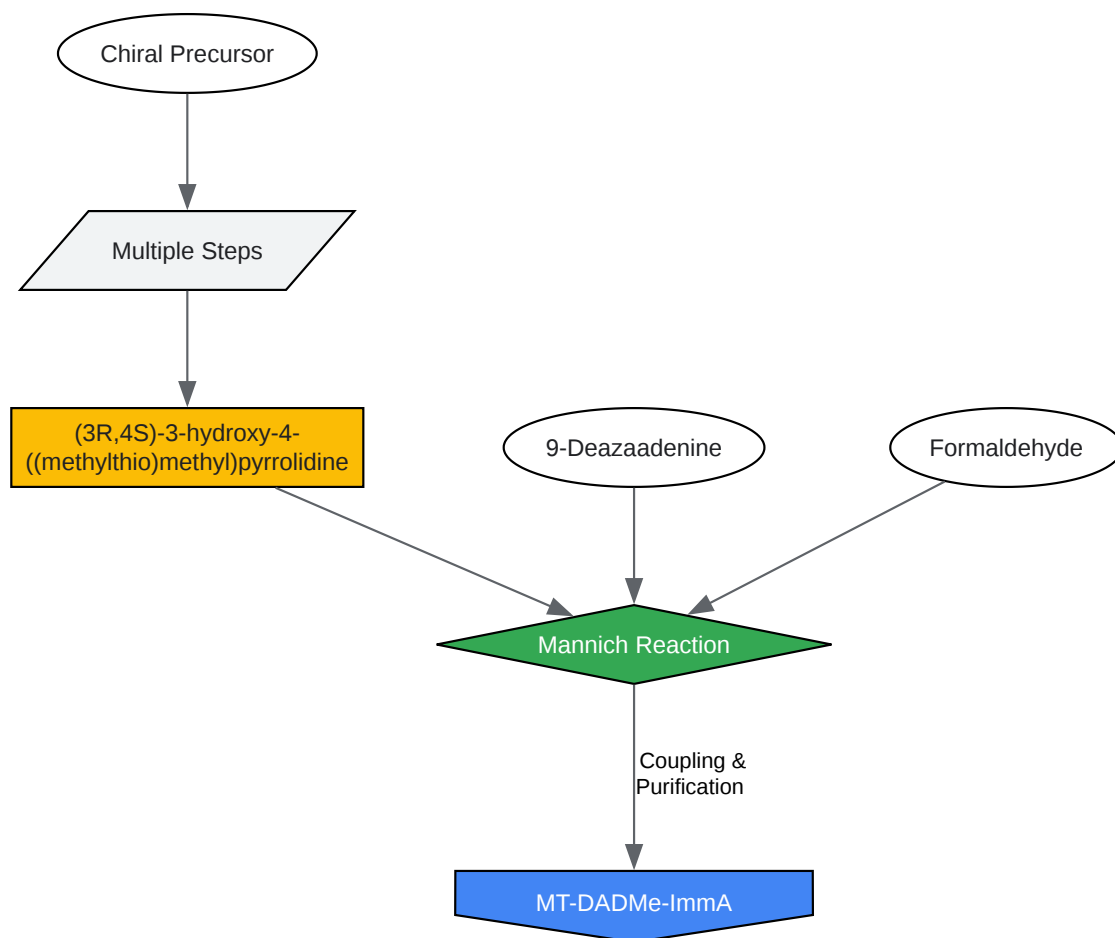 Chiral Precursor
Multiple Steps
(3R,4S)-3-hydroxy-4-
((methylthio)methyl)pyrrolidine
9-Deazaadenine
Formaldehyde
Mannich Reaction
Coupling &
Purification
MT-DADMe-ImmA